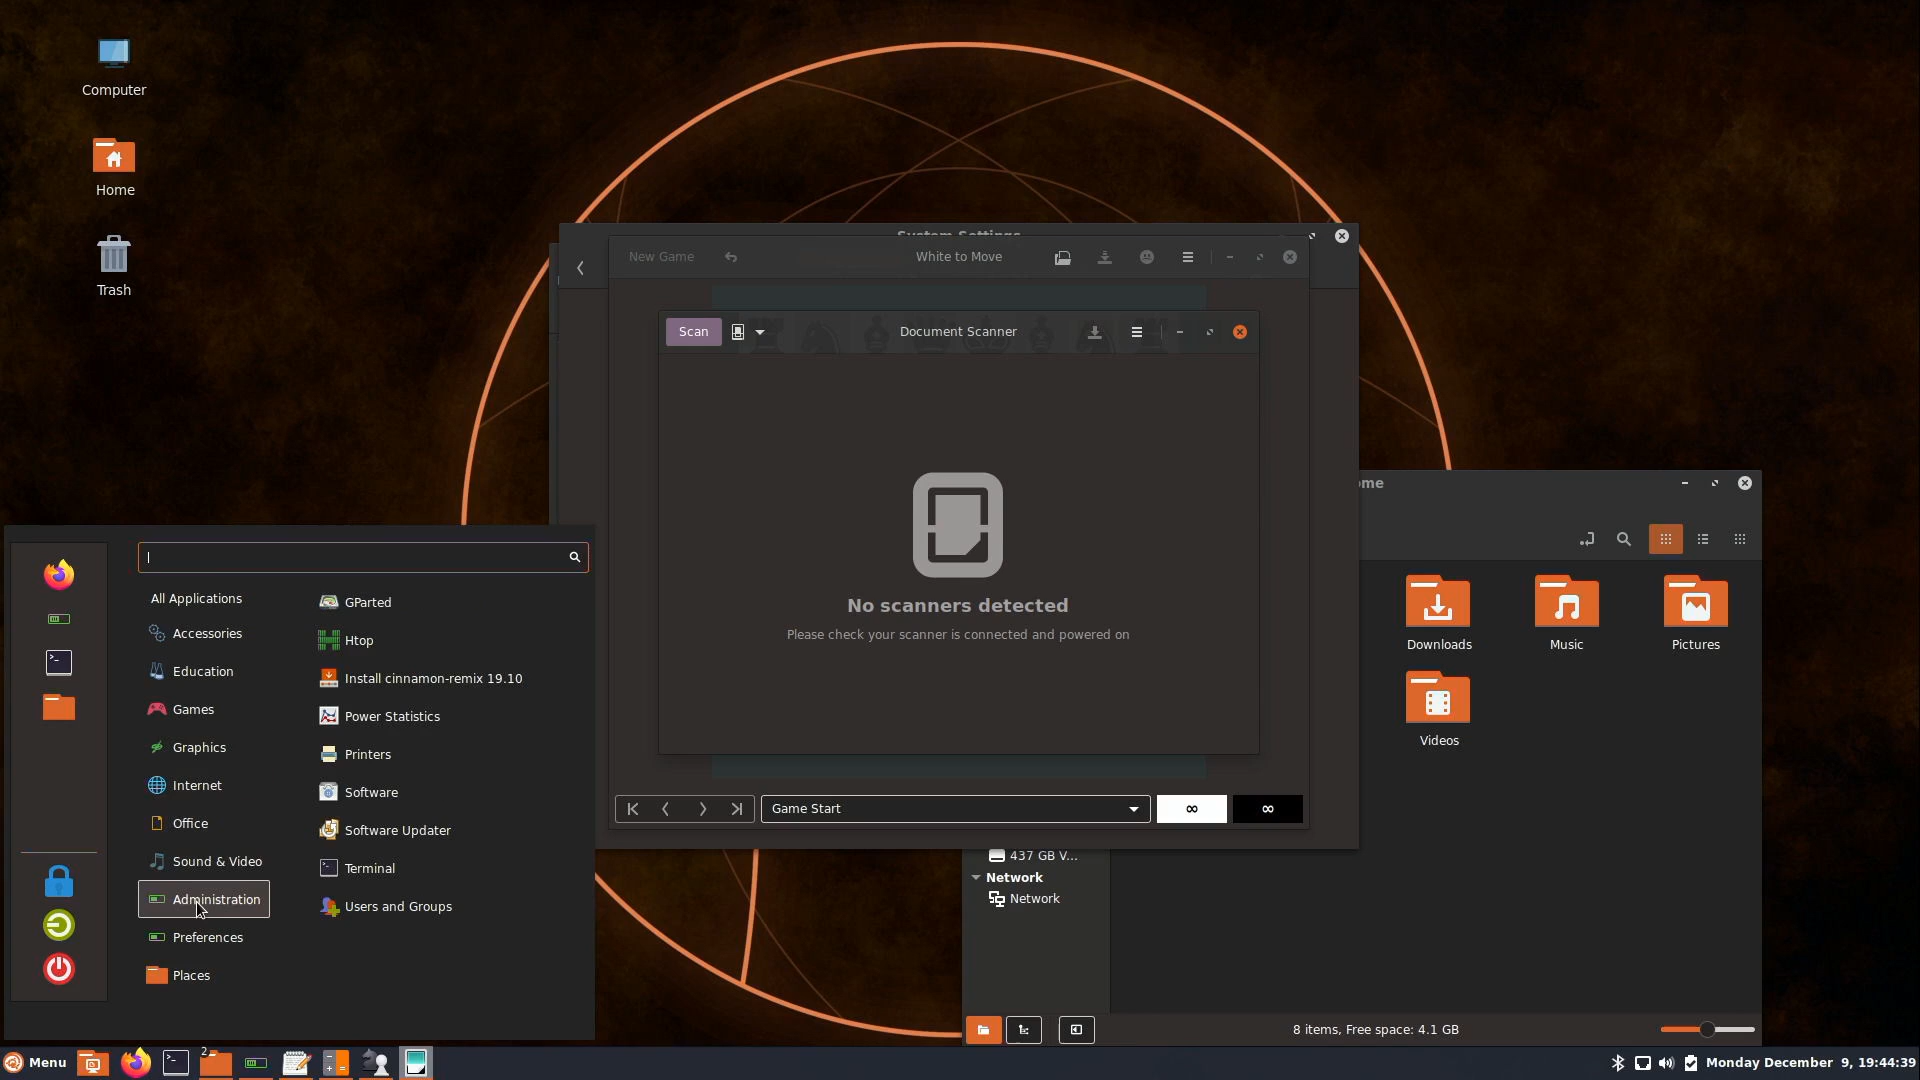 Computer
Home
Trash
System Settings
New Game
White to Move
Scan
Document Scanner
No scanners detected
Please check your scanner is connected and powered on
Game Start
∞
∞
All Applications
Accessories
Education
Games
Graphics
Internet
Office
Sound & Video
Administration
Preferences
Places
GParted
Htop
Install cinnamon-remix 19.10
Power Statistics
Printers
Software
Software Updater
Terminal
Users and Groups
Downloads
Music
Pictures
Videos
437 GB V...
Network
Network
8 items, Free space: 4.1 GB
Menu
2
Monday December 9, 19:44:39